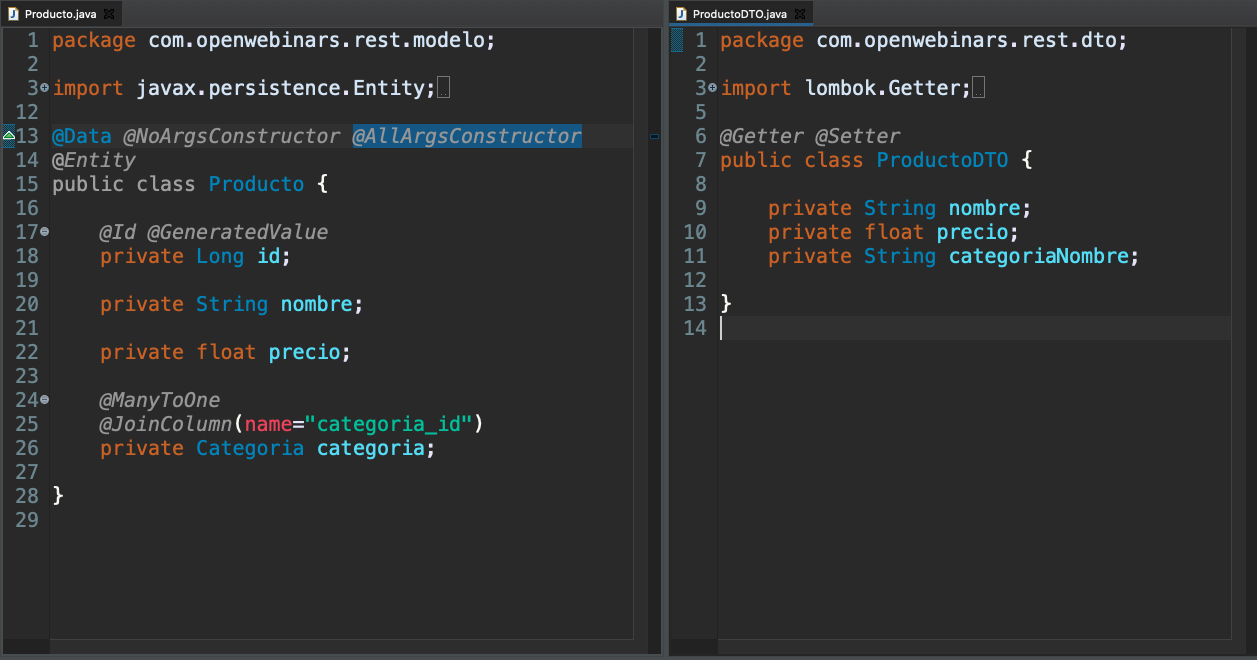 Producto.java
1 package com.openwebinars.rest.modelo;
2
3 import javax.persistence.Entity;
12
13 @Data @NoArgsConstructor @AllArgsConstructor
14 @Entity
15 public class Producto {
16
17 @Id @GeneratedValue
18 private Long id;
19
20 private String nombre;
21
22 private float precio;
23
24 @ManyToOne
25 @JoinColumn(name="categoria_id")
26 private Categoria categoria;
27
28 }
29
ProductoDTO.java
1 package com.openwebinars.rest.dto;
2
3 import lombok.Getter;
5
6 @Getter @Setter
7 public class ProductoDTO {
8
9 private String nombre;
10 private float precio;
11 private String categoriaNombre;
12
13 }
14